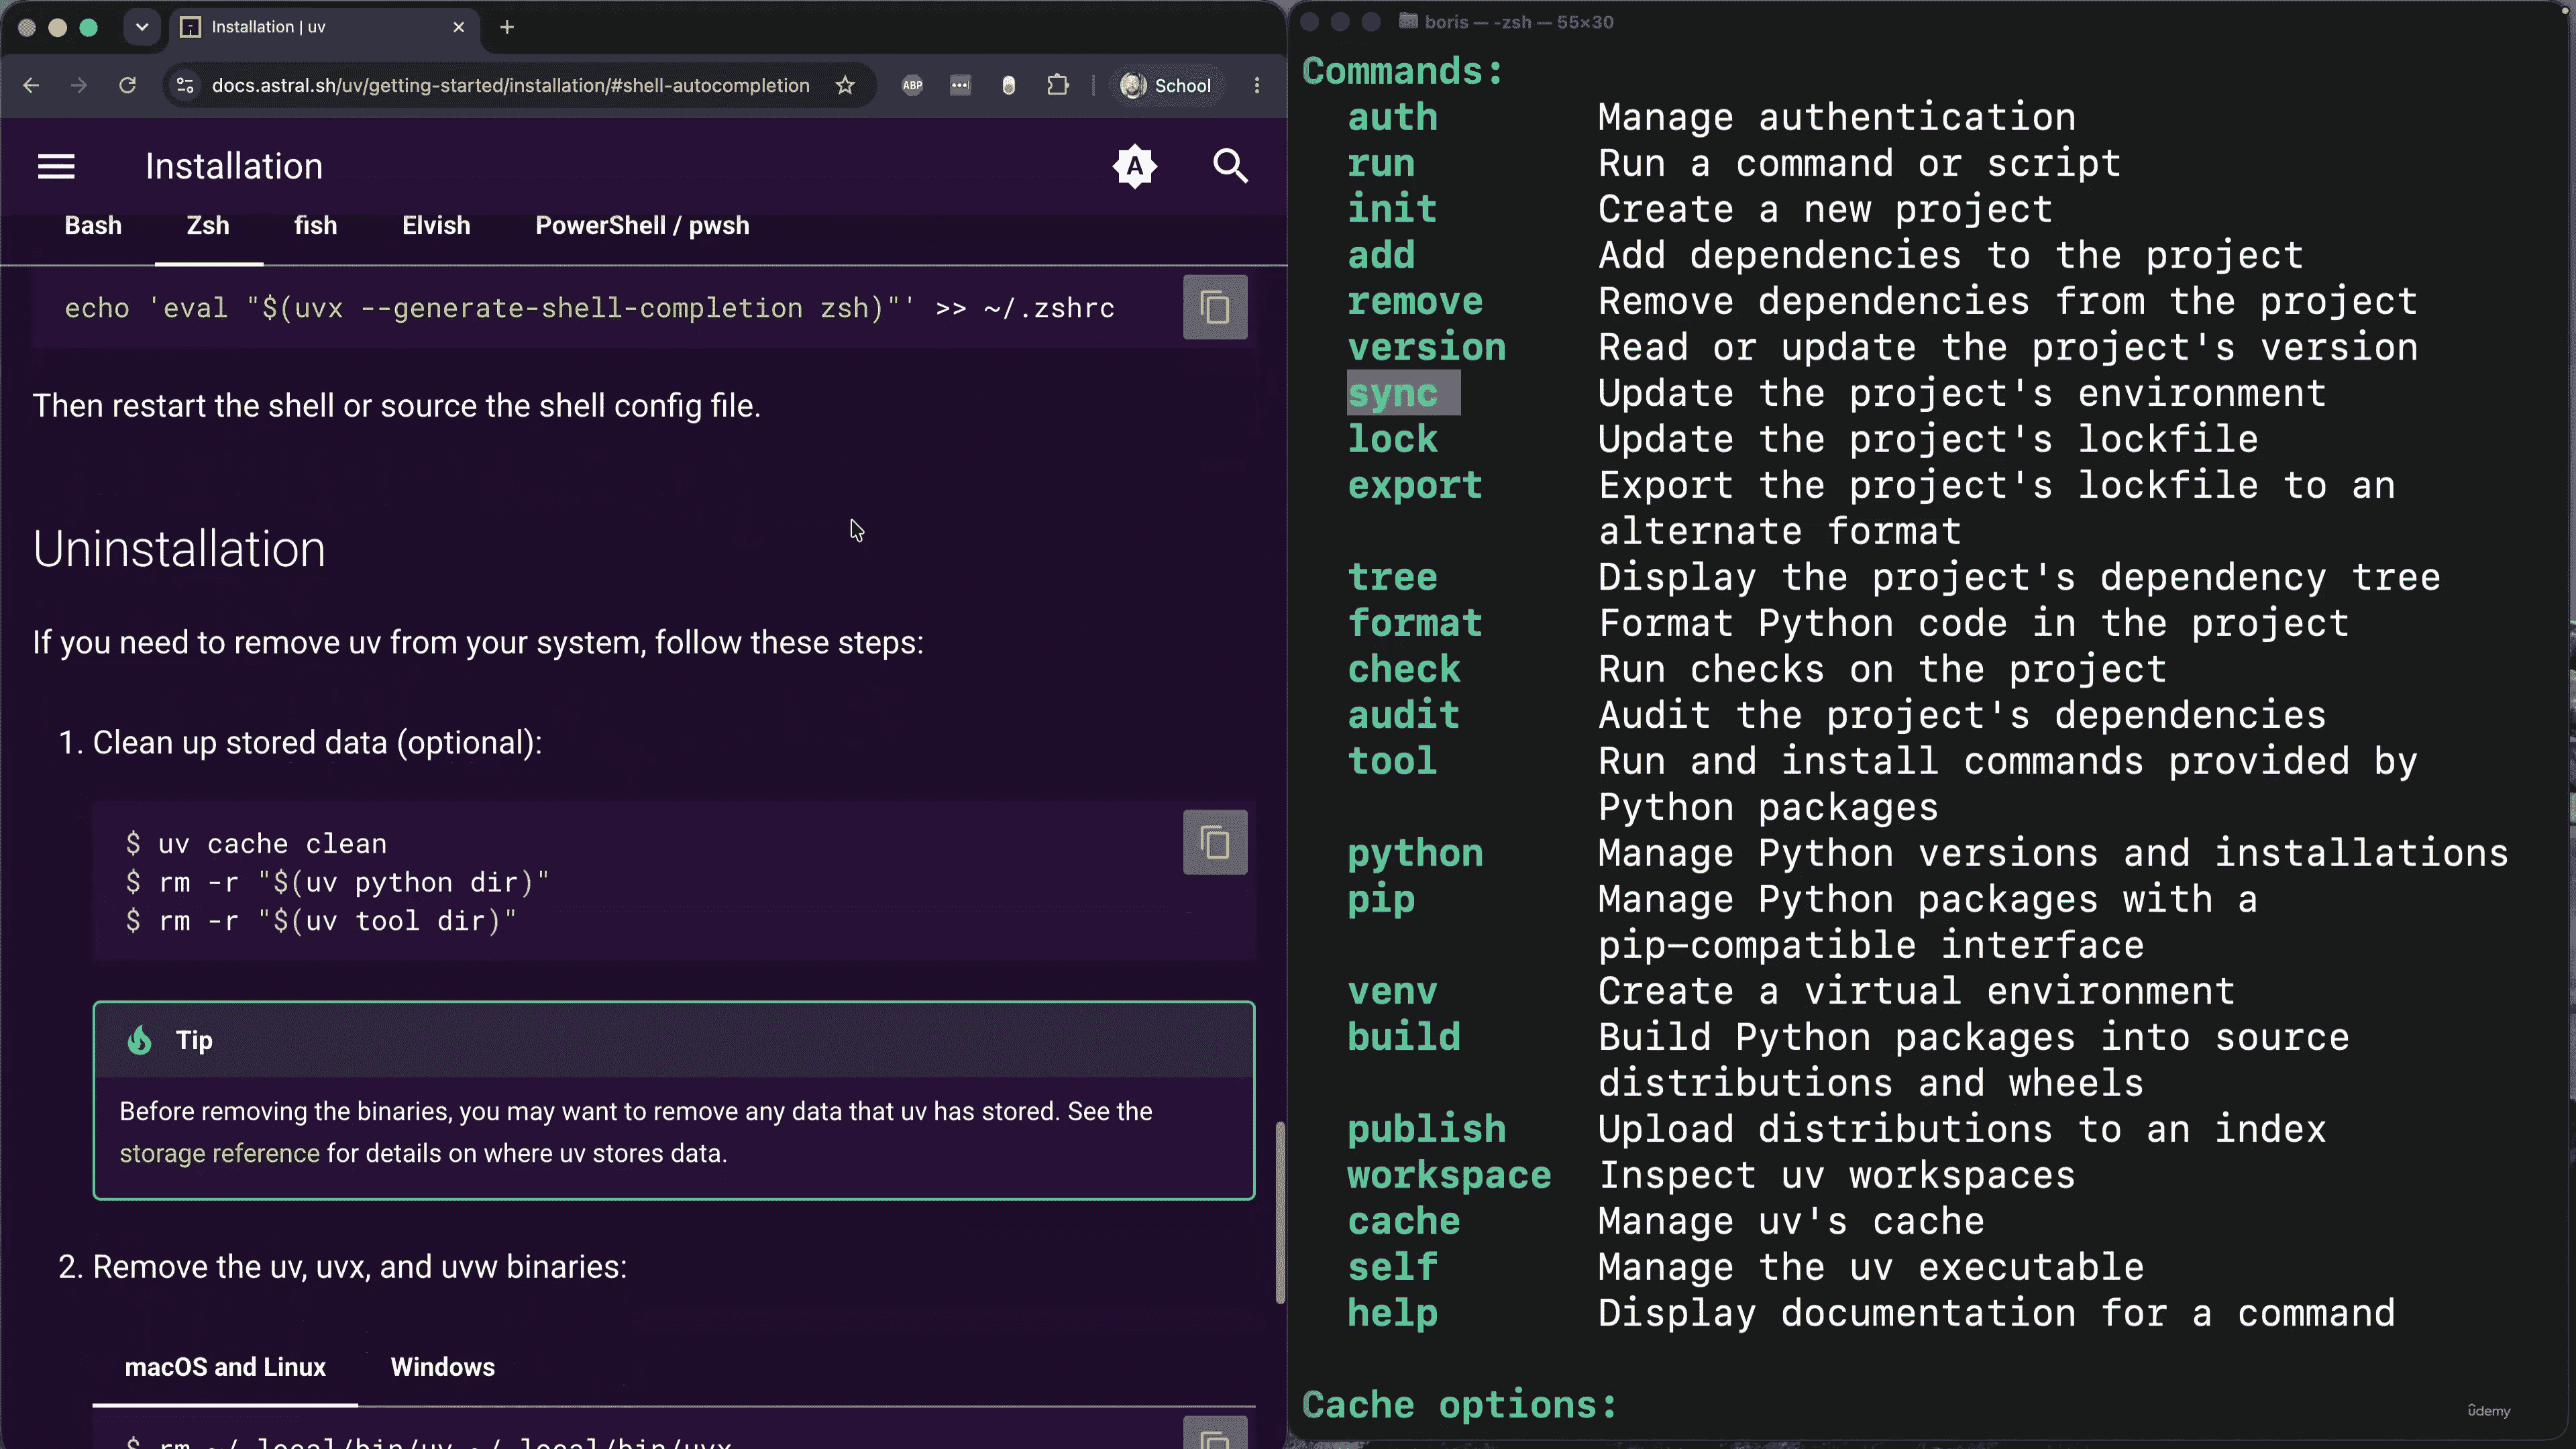 Installation | uv
docs.astral.sh/uv/getting-started/installation/#shell-autocompletion
ABP
School
Installation
A
Bash Zsh fish Elvish PowerShell / pwsh
echo 'eval "$(uvx --generate-shell-completion zsh)"' >> ~/.zshrc
Then restart the shell or source the shell config file.
Uninstallation
If you need to remove uv from your system, follow these steps:
1. Clean up stored data (optional):
$ uv cache clean
$ rm -r "$(uv python dir)"
$ rm -r "$(uv tool dir)"
Tip
Before removing the binaries, you may want to remove any data that uv has stored. See the
storage reference for details on where uv stores data.
2. Remove the uv, uvx, and uvw binaries:
macOS and Linux Windows
$ rm ~/.local/bin/uv ~/.local/bin/uvx
boris — -zsh — 55×30
Commands:
auth Manage authentication
run Run a command or script
init Create a new project
add Add dependencies to the project
remove Remove dependencies from the project
version Read or update the project's version
sync Update the project's environment
lock Update the project's lockfile
export Export the project's lockfile to an
alternate format
tree Display the project's dependency tree
format Format Python code in the project
check Run checks on the project
audit Audit the project's dependencies
tool Run and install commands provided by
Python packages
python Manage Python versions and installations
pip Manage Python packages with a
pip-compatible interface
venv Create a virtual environment
build Build Python packages into source
distributions and wheels
publish Upload distributions to an index
workspace Inspect uv workspaces
cache Manage uv's cache
self Manage the uv executable
help Display documentation for a command
Cache options:
ûdemy